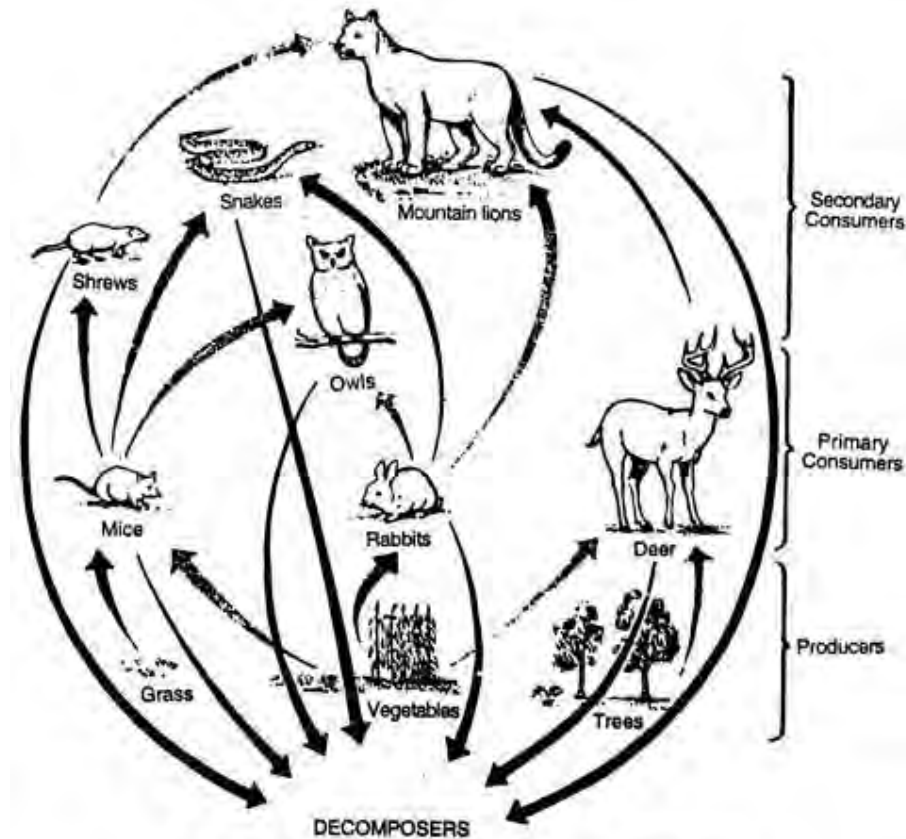 Snakes
Mountain lions
Secondary
Consumers
Shrews
Owls
Primary
Consumers
Mice
Rabbits
Deer
Producers
Grass
Vegetables
Trees
DECOMPOSERS